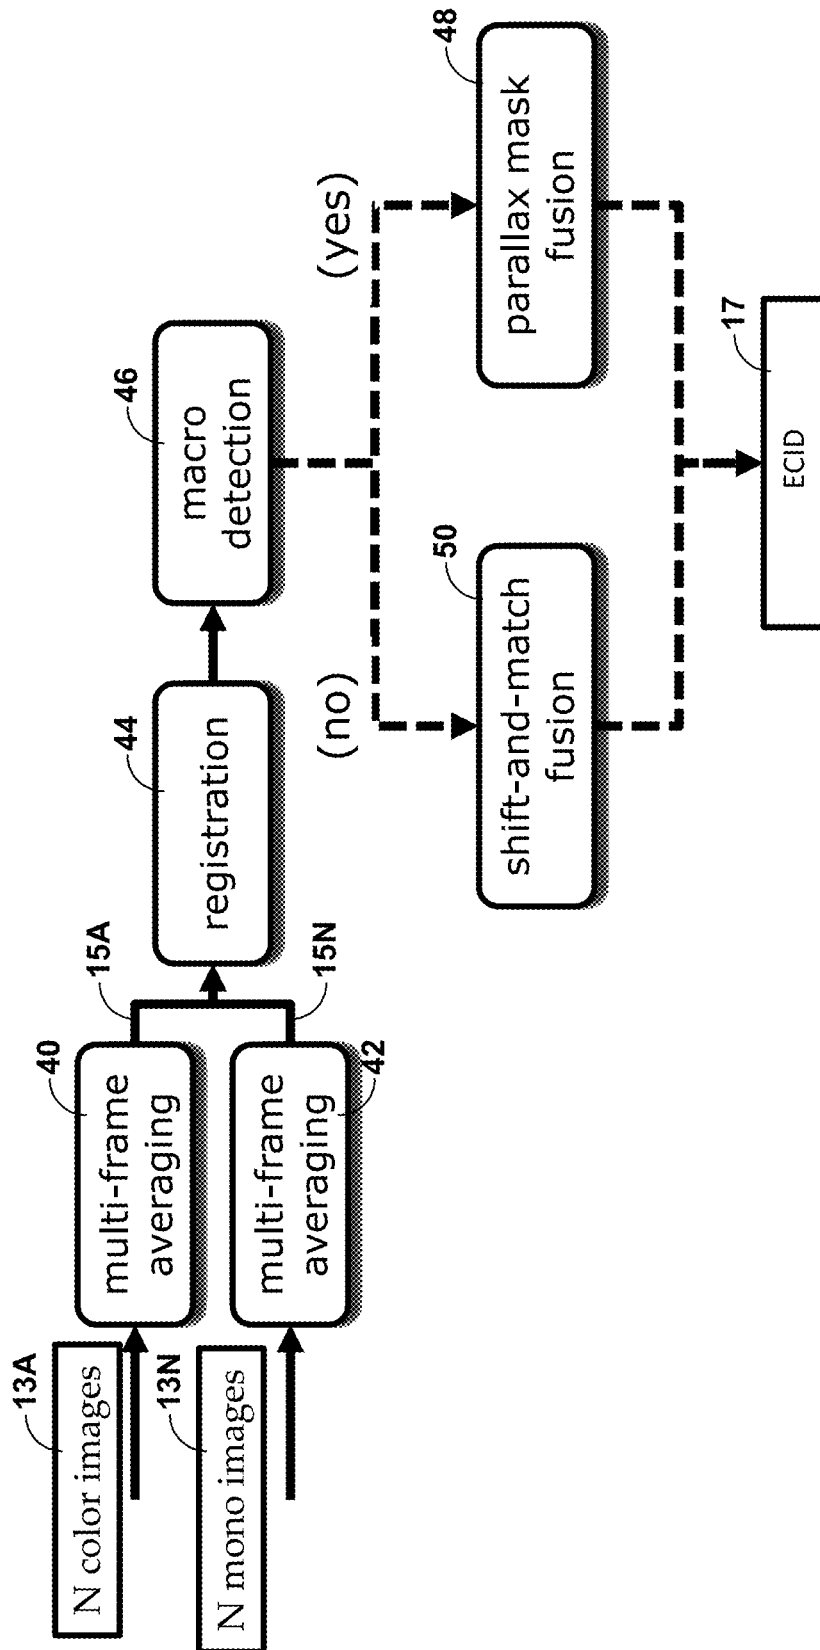 13A
N color images
13N
N mono images
40
multi-frame
averaging
42
multi-frame
averaging
15A
15N
44
registration
46
macro
detection
(no)
(yes)
50
shift-and-match
fusion
48
parallax mask
fusion
17
ECID